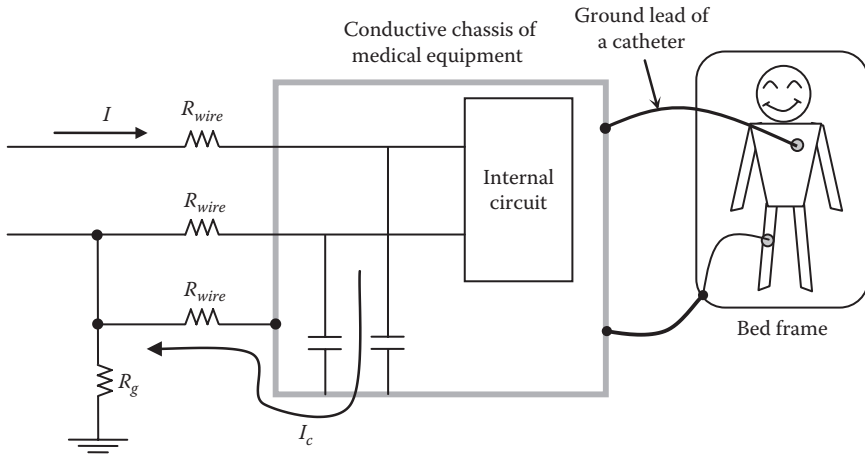 Conductive chassis of
medical equipment
Ground lead of
a catheter
I
R_wire
R_wire
R_wire
Internal
circuit
R_g
I_c
Bed frame